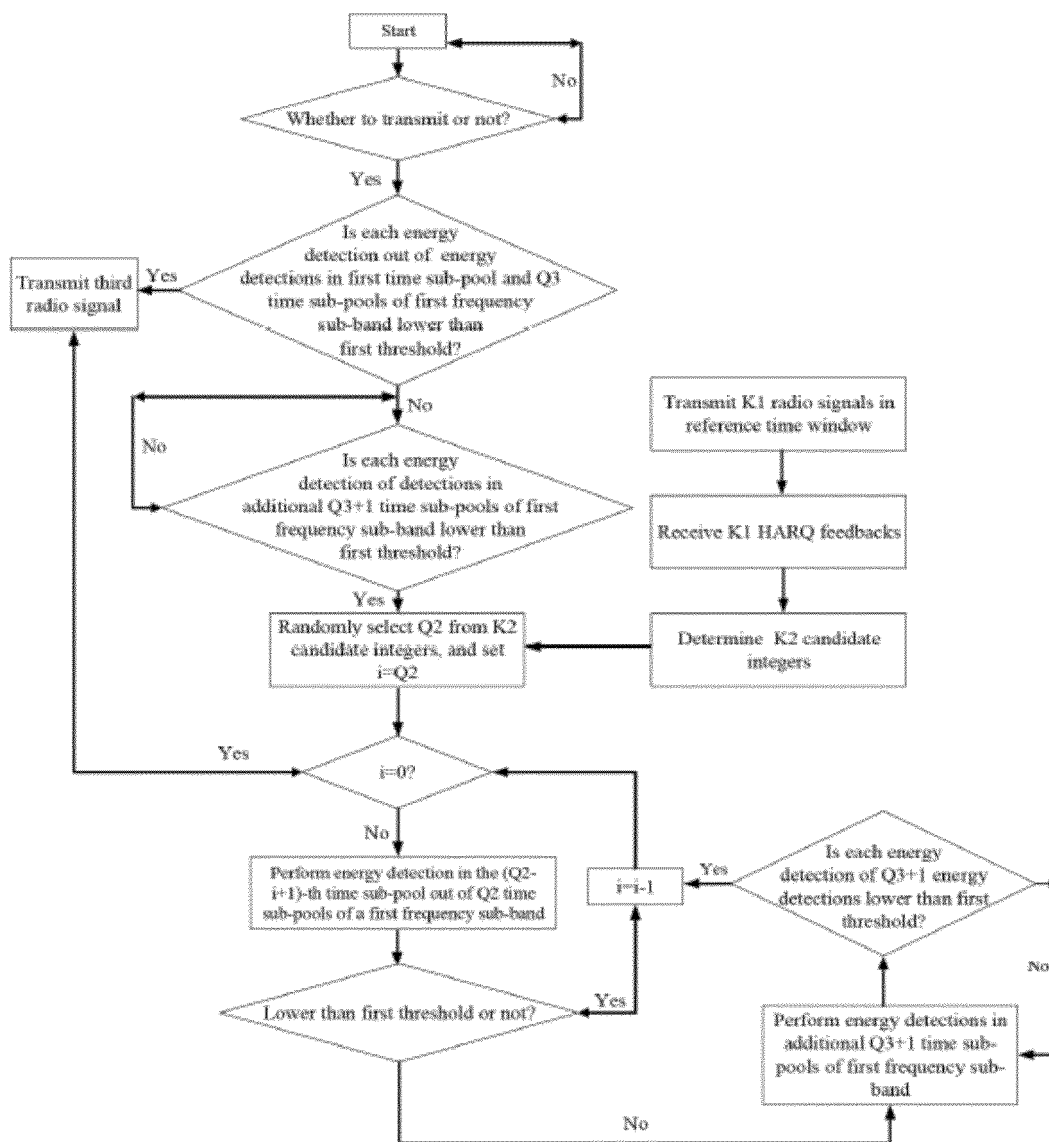 Start
No
Whether to transmit or not?
Yes
Is each energy
detection out of energy
detections in first time sub-pool and Q3
time sub-pools of first frequency
sub-band lower than
first threshold?
Yes
Transmit third
radio signal
No
No
Is each energy
detection of detections in
additional Q3+1 time sub-pools of first
frequency sub-band lower than
first threshold?
Transmit K1 radio signals in
reference time window
Receive K1 HARQ feedbacks
Determine K2 candidate
integers
Yes
Randomly select Q2 from K2
candidate integers, and set
i=Q2
Yes
i=0?
No
Perform energy detection in the (Q2-
i+1)-th time sub-pool out of Q2 time
sub-pools of a first frequency sub-band
i=i-1
Yes
Is each energy
detection of Q3+1 energy
detections lower than first
threshold?
No
Lower than first threshold or not?
Yes
Perform energy detections in
additional Q3+1 time sub-
pools of first frequency sub-
band
No